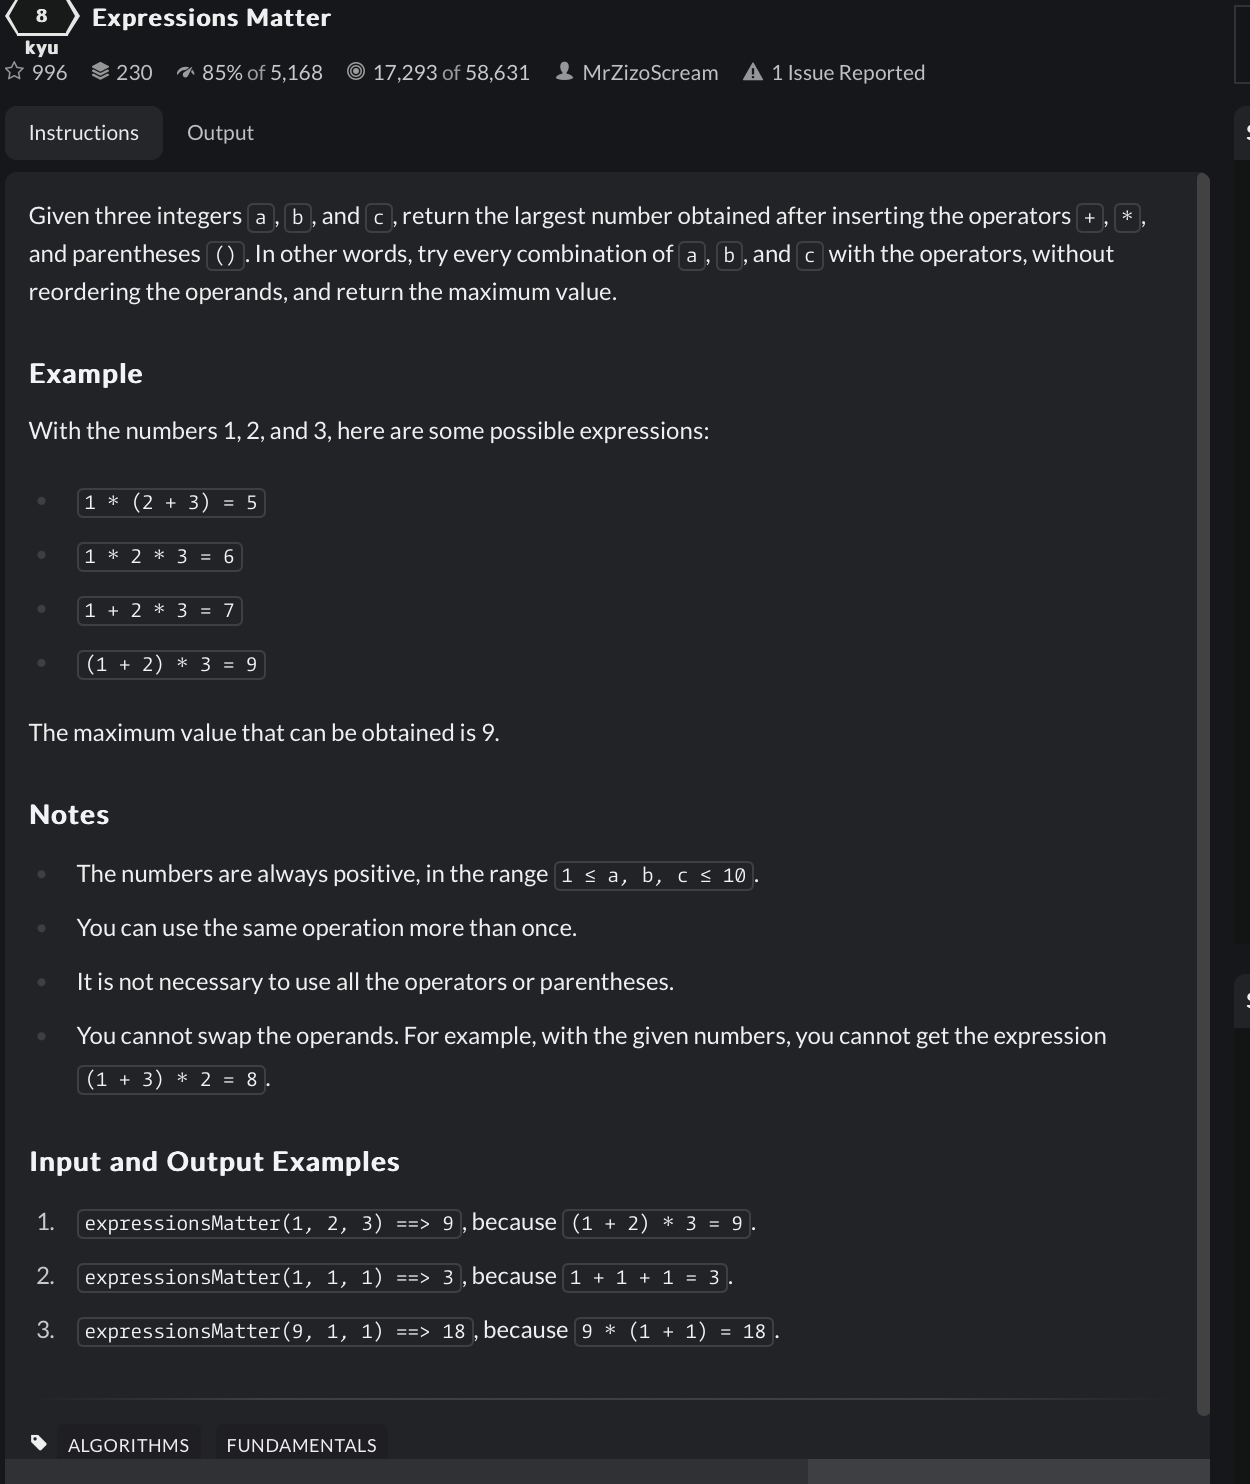 8 Expressions Matter
kyu
996 230 85% of 5,168 17,293 of 58,631 MrZizoScream 1 Issue Reported
Instructions Output
Given three integers a, b, and c, return the largest number obtained after inserting the operators +, *,
and parentheses (). In other words, try every combination of a, b, and c with the operators, without
reordering the operands, and return the maximum value.
Example
With the numbers 1, 2, and 3, here are some possible expressions:
1 * (2 + 3) = 5
1 * 2 * 3 = 6
1 + 2 * 3 = 7
(1 + 2) * 3 = 9
The maximum value that can be obtained is 9.
Notes
The numbers are always positive, in the range 1 ≤ a, b, c ≤ 10.
You can use the same operation more than once.
It is not necessary to use all the operators or parentheses.
You cannot swap the operands. For example, with the given numbers, you cannot get the expression
(1 + 3) * 2 = 8.
Input and Output Examples
1. expressionsMatter(1, 2, 3) ==> 9, because (1 + 2) * 3 = 9.
2. expressionsMatter(1, 1, 1) ==> 3, because 1 + 1 + 1 = 3.
3. expressionsMatter(9, 1, 1) ==> 18, because 9 * (1 + 1) = 18.
ALGORITHMS FUNDAMENTALS